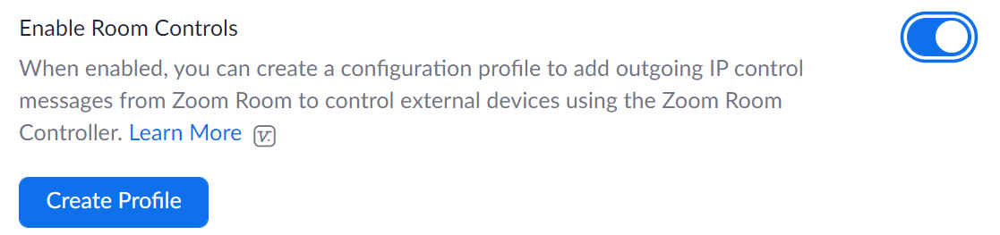 Enable Room Controls
When enabled, you can create a configuration profile to add outgoing IP control
messages from Zoom Room to control external devices using the Zoom Room
Controller. Learn More V.
Create Profile